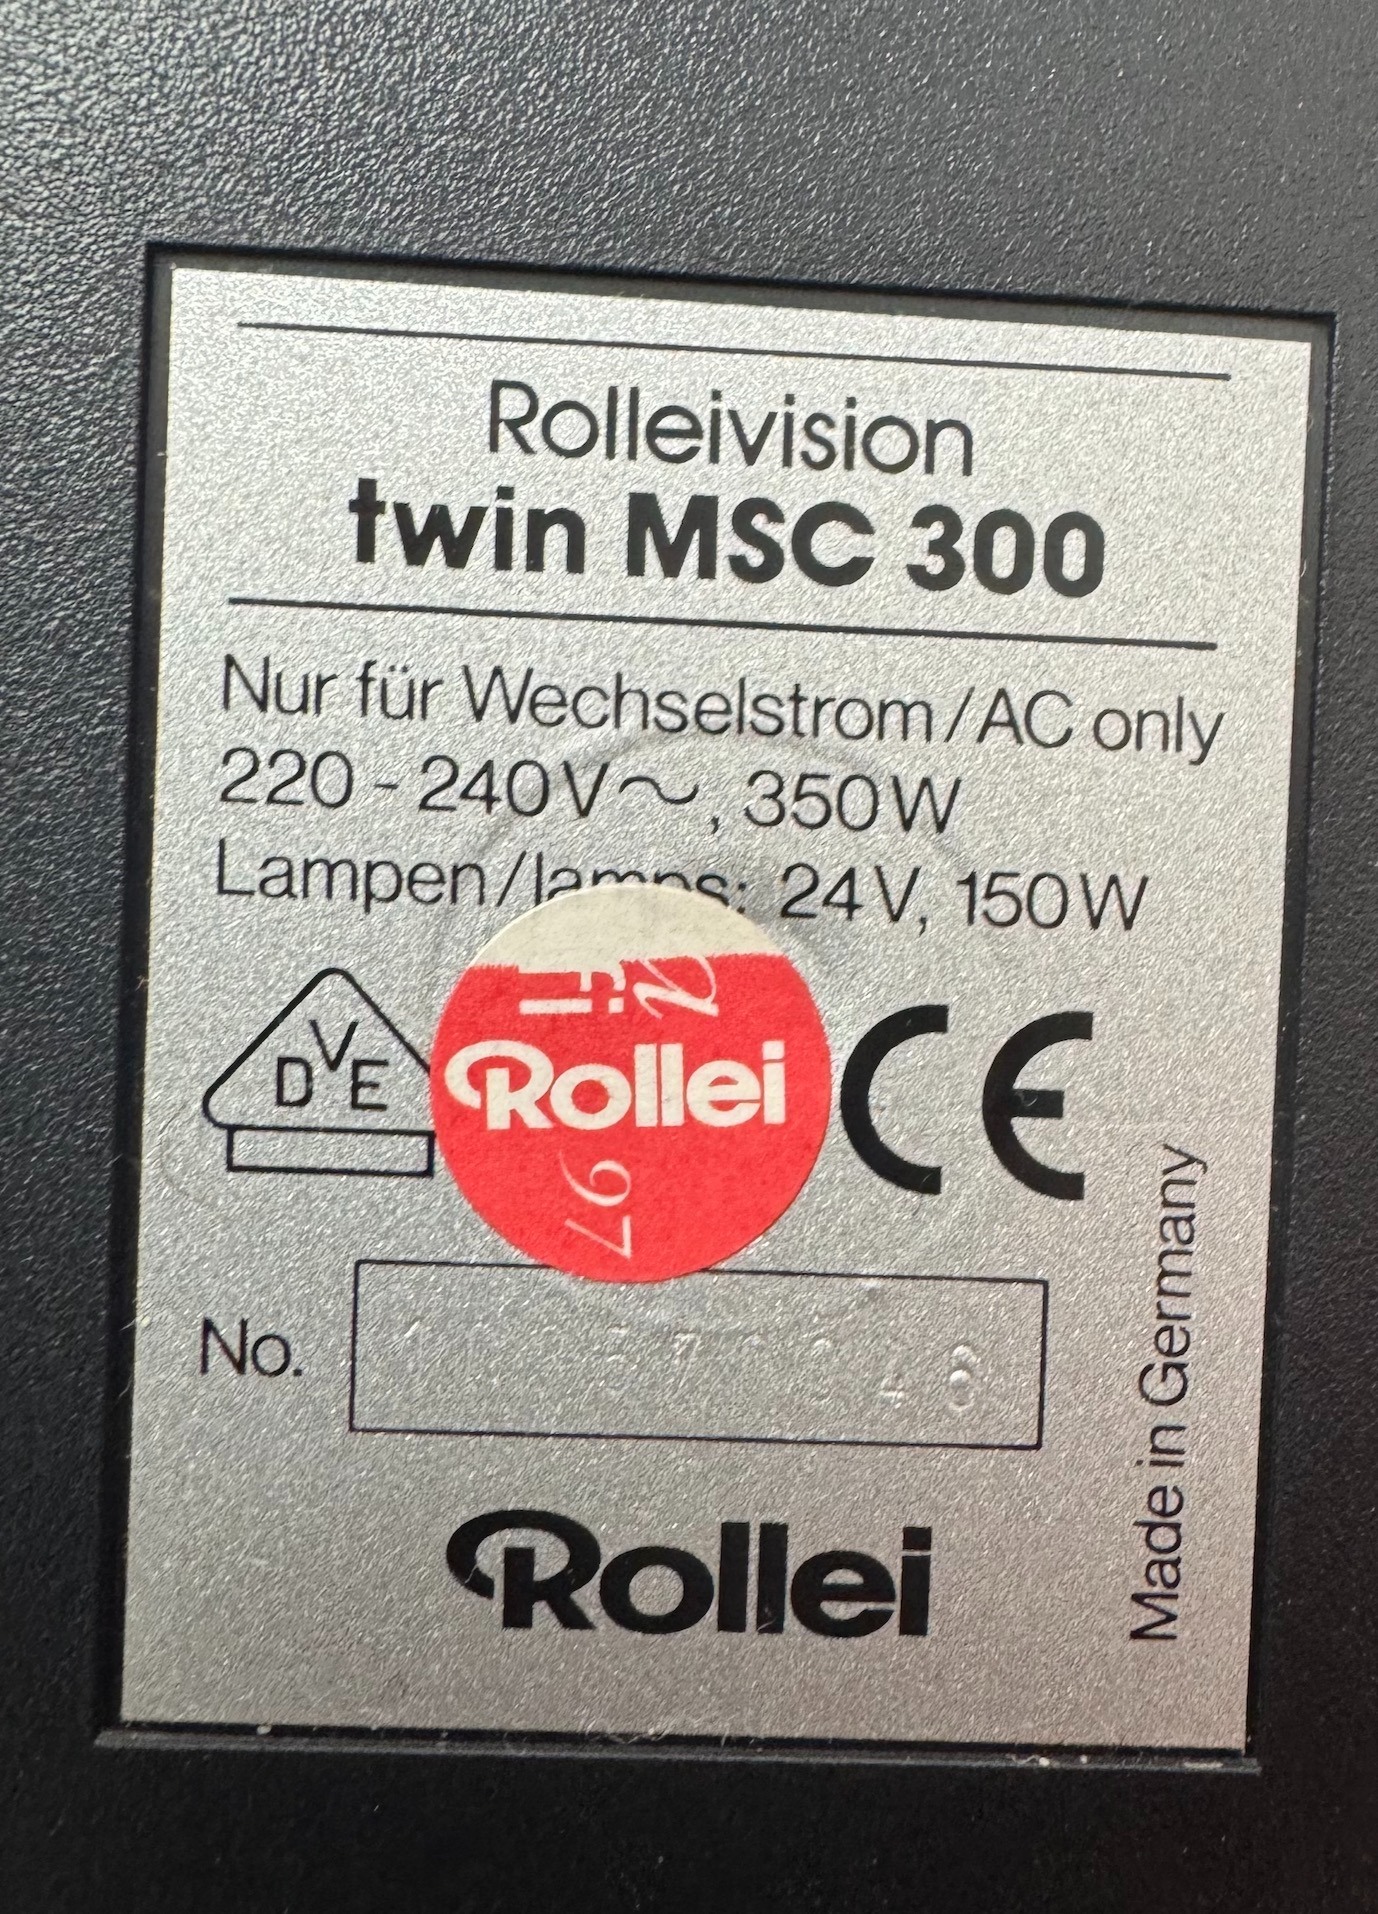 Rolleivision
twin MSC 300
Nur für Wechselstrom/AC only
220-240V~, 350W
Lampen/lamps: 24V, 150W
DVE
Rollei
97
CE
No.
Rollei
Made in Germany